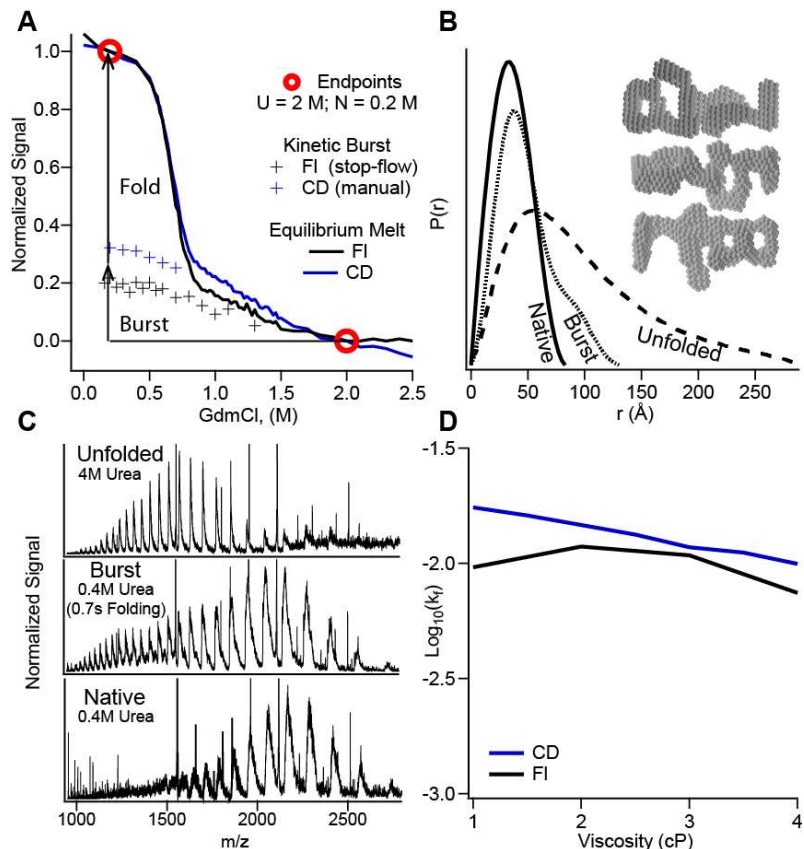 A
Normalized Signal
1.0
0.8
0.6
0.4
0.2
0.0
Fold
Burst
Endpoints
U = 2 M; N = 0.2 M
Kinetic Burst
Fl (stop-flow)
CD (manual)
Equilibrium Melt
Fl
CD
0.0 0.5 1.0 1.5 2.0 2.5
GdmCl, (M)
B
P(r)
Native
Burst
Unfolded
0 50 100 150 200 250
r (Å)
C
Normalized Signal
Unfolded
4M Urea
Burst
0.4M Urea
(0.7s Folding)
Native
0.4M Urea
1000 1500 2000 2500
m/z
D
Log10(kf)
-1.5
-2.0
-2.5
-3.0
CD
Fl
1 2 3 4
Viscosity (cP)